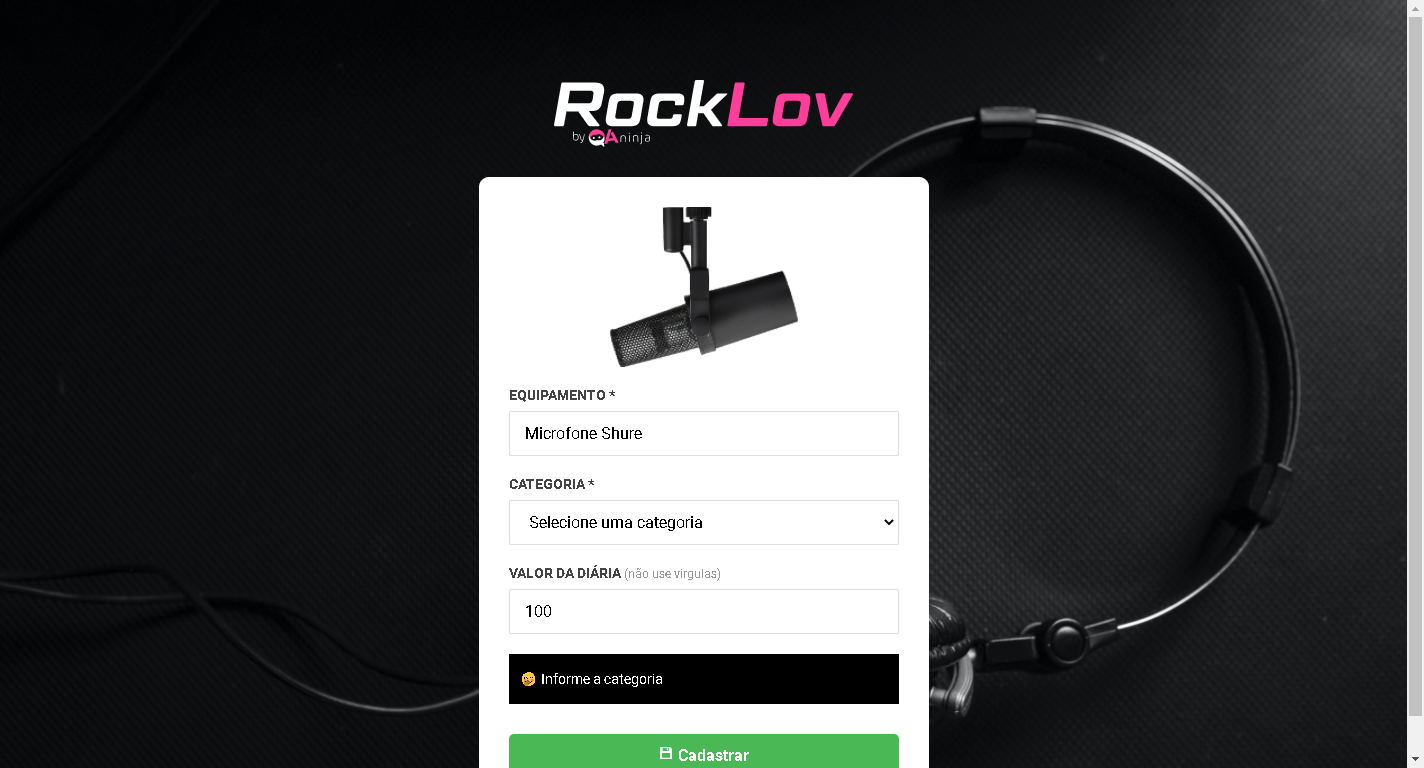 RockLov
by QAninja
EQUIPAMENTO *
Microfone Shure
CATEGORIA *
Selecione uma categoria
VALOR DA DIÁRIA (não use virgulas)
100
Informe a categoria
Cadastrar